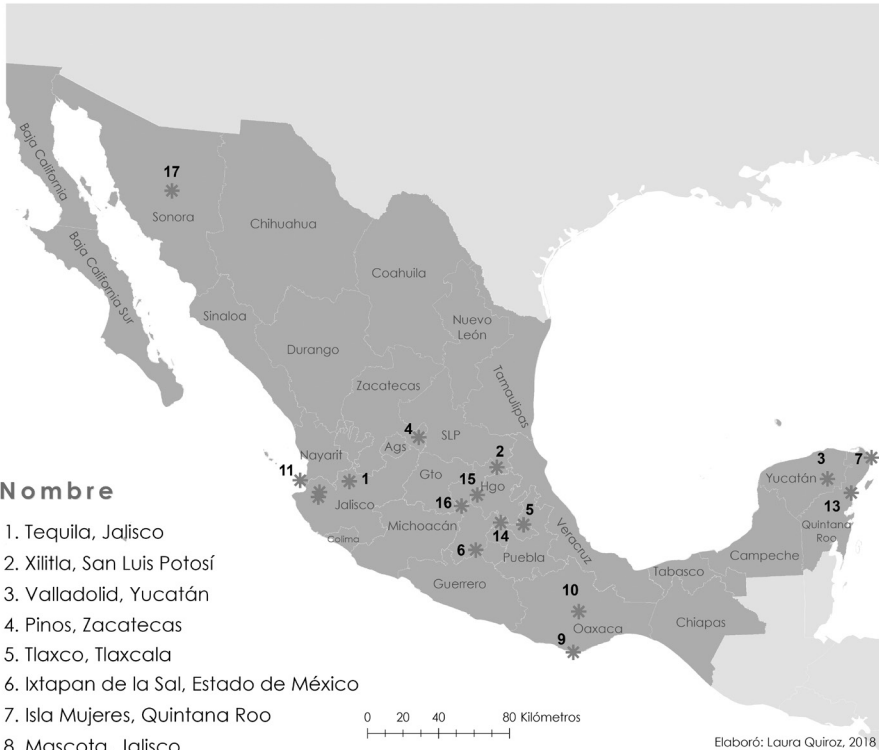 17
Baja California
Sonora
Chihuahua
Baja California Sur
Coahuila
Sinaloa
Nuevo
León
Durango
Tamaulipas
Zacatecas
4
SLP
Ags
2
Nayarit
11
1
Gto
15
Hgo
3
7
Yucatán
Nombre
Jalisco
16
5
13
Michoacán
14
Veracruz
Quintana
Roo
Colima
6
Puebla
Campeche
1. Tequila, Jalisco
2. Xilitla, San Luis Potosí
Guerrero
Tabasco
3. Valladolid, Yucatán
10
Chiapas
4. Pinos, Zacatecas
Oaxaca
9
5. Tlaxco, Tlaxcala
6. Ixtapan de la Sal, Estado de México
7. Isla Mujeres, Quintana Roo
0 20 40 80 Kilómetros
8. Mascota, Jalisco
Elaboró: Laura Quiroz, 2018